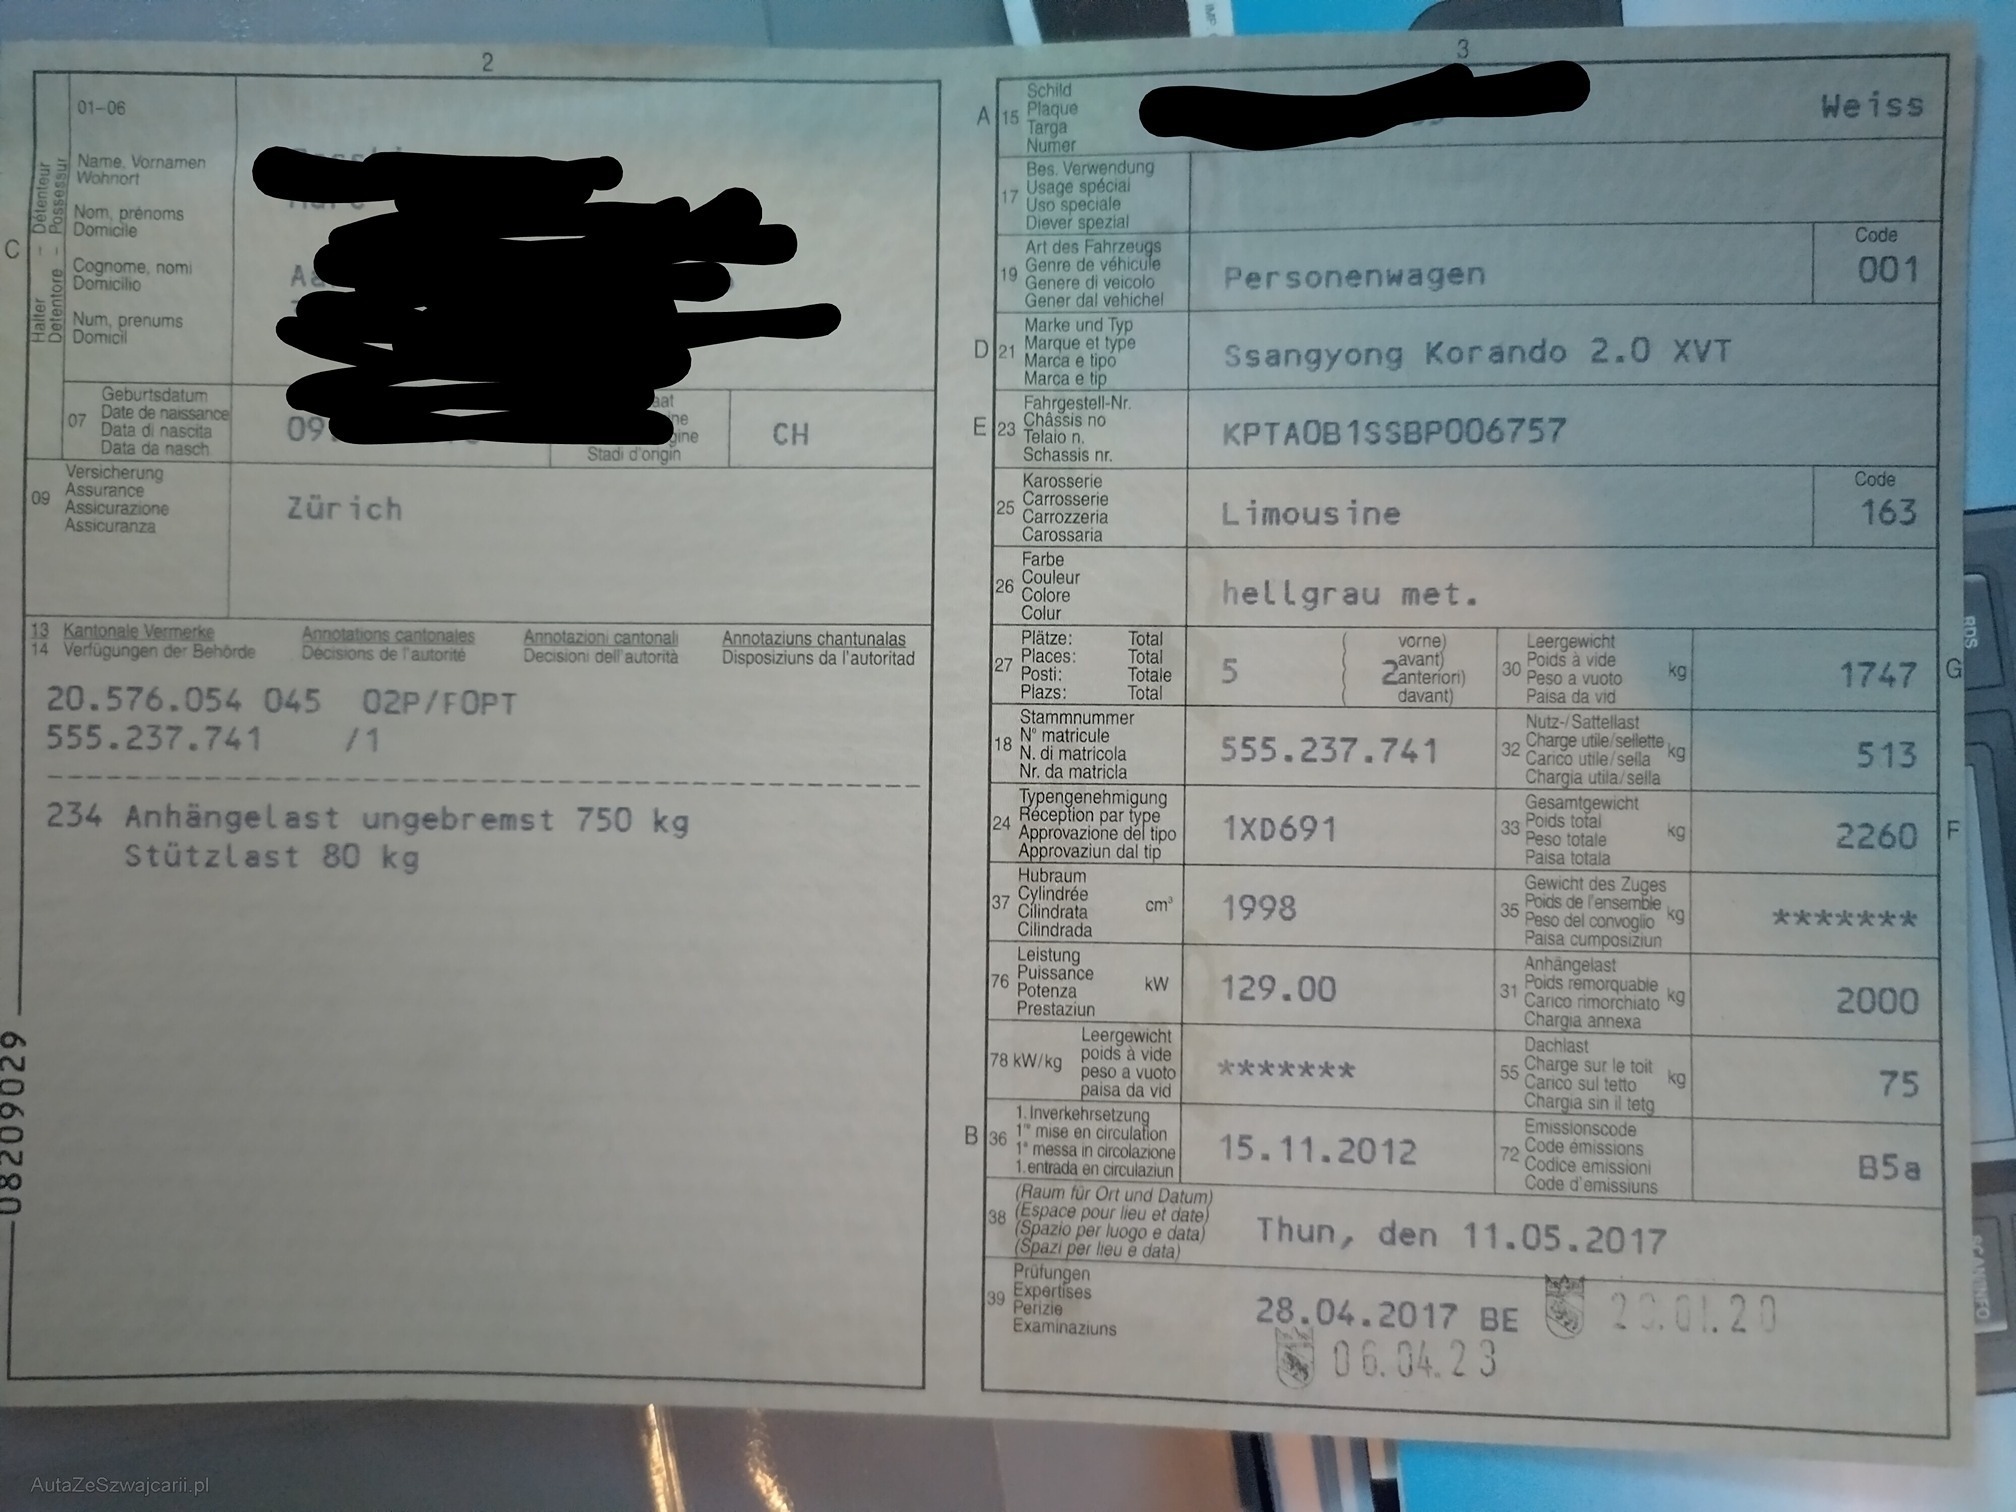 2
01-06
Halter – Détenteur
Detentore – Possessur
C
Name, Vornamen
Wohnort
Nom, prénoms
Domicile
Cognome, nomi
Domicilio
Num, prenums
Domicil
07
Geburtsdatum
Date de naissance
Data di nascita
Data da nasch
09
Stadi d'origin
CH
09
Versicherung
Assurance
Assicurazione
Assicuranza
Zürich
13 Kantonale Vermerke Annotations cantonales Annotazioni cantonali Annotaziuns chantunalas
14 Verfügungen der Behörde Décisions de l'autorité Decisioni dell'autorità Disposiziuns da l'autoritad
20.576.054 045 02P/FOPT
555.237.741 /1
234 Anhängelast ungebremst 750 kg
Stützlast 80 kg
08209029
3
A 15
Schild
Plaque
Targa
Numer
Weiss
17
Bes. Verwendung
Usage spécial
Uso speciale
Diever spezial
19
Art des Fahrzeugs
Genre de véhicule
Genere di veicolo
Gener dal vehichel
Personenwagen
Code
001
D 21
Marke und Typ
Marque et type
Marca e tipo
Marca e tip
Ssangyong Korando 2.0 XVT
E 23
Fahrgestell-Nr.
Châssis no
Telaio n.
Schassis nr.
KPTA0B1SSBP006757
25
Karosserie
Carrosserie
Carrozzeria
Carossaria
Limousine
Code
163
26
Farbe
Couleur
Colore
Colur
hellgrau met.
27
Plätze: Total
Places: Total
Posti: Totale
Plazs: Total
5
2
vorne)
avant)
anteriori)
davant)
30
Leergewicht
Poids à vide
Peso a vuoto
Paisa da vid
kg
1747
G
18
Stammnummer
N° matricule
N. di matricola
Nr. da matricla
555.237.741
32
Nutz-/Sattellast
Charge utile/sellette
Carico utile/sella
Chargia utila/sella
kg
513
24
Typengenehmigung
Réception par type
Approvazione del tipo
Approvaziun dal tip
1XD691
33
Gesamtgewicht
Poids total
Peso totale
Paisa totala
kg
2260
F
37
Hubraum
Cylindrée
Cilindrata
Cilindrada
cm³
1998
35
Gewicht des Zuges
Poids de l'ensemble
Peso del convoglio
Paisa cumposiziun
kg
*******
76
Leistung
Puissance
Potenza
Prestaziun
kW
129.00
31
Anhängelast
Poids remorquable
Carico rimorchiato
Chargia annexa
kg
2000
78 kW/kg
Leergewicht
poids à vide
peso a vuoto
paisa da vid
*******
55
Dachlast
Charge sur le toit
Carico sul tetto
Chargia sin il tetg
kg
75
B 36
1. Inverkehrsetzung
1re mise en circulation
1a messa in circolazione
1. entrada en circulaziun
15.11.2012
72
Emissionscode
Code émissions
Codice emissioni
Code d'emissiuns
B5a
38
(Raum für Ort und Datum)
(Espace pour lieu et date)
(Spazio per luogo e data)
(Spazi per lieu e data)
Thun, den 11.05.2017
39
Prüfungen
Expertises
Perizie
Examinaziuns
28.04.2017 BE
06.04.23
RDS
AutaZeSzwajcarii.pl